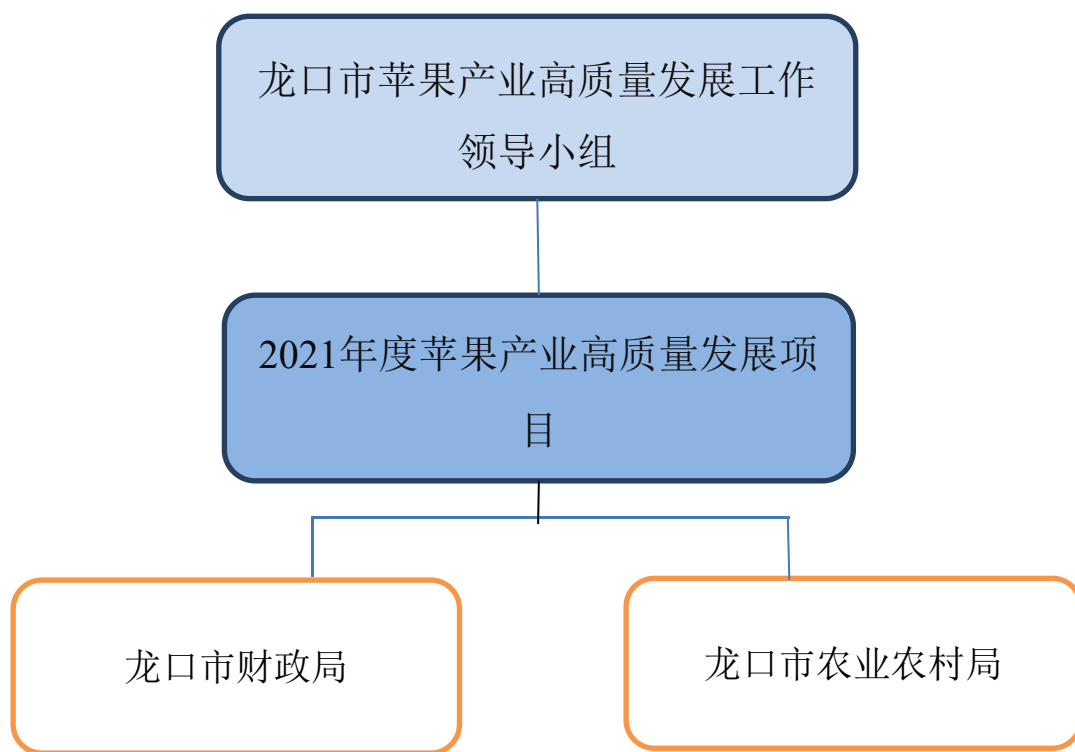 龙口市苹果产业高质量发展工作
领导小组
2021年度苹果产业高质量发展项
目
龙口市财政局
龙口市农业农村局